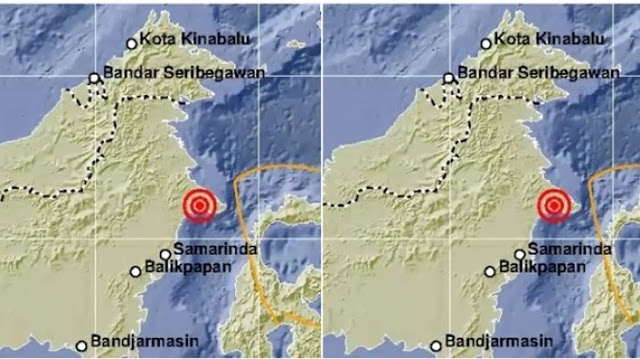 Kota Kinabalu
Bandar Seribegawan
Samarinda
Balikpapan
Bandjarmasin
Kota Kinabalu
Bandar Seribegawan
Samarinda
Balikpapan
Bandjarmasin